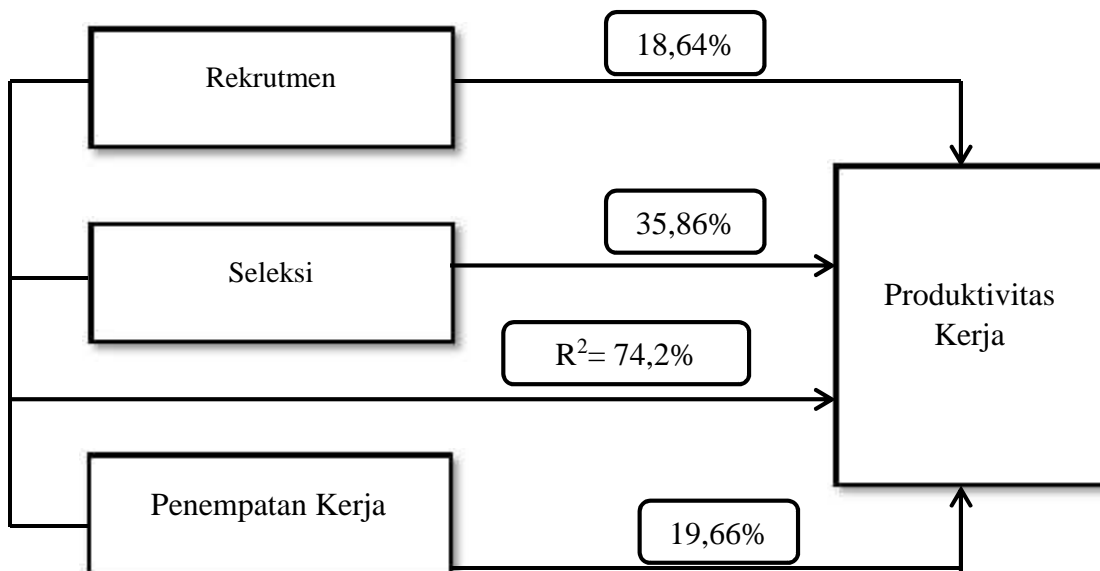 18,64%
Rekrutmen
35,86%
Seleksi
Produktivitas
Kerja
R²= 74,2%
Penempatan Kerja
19,66%